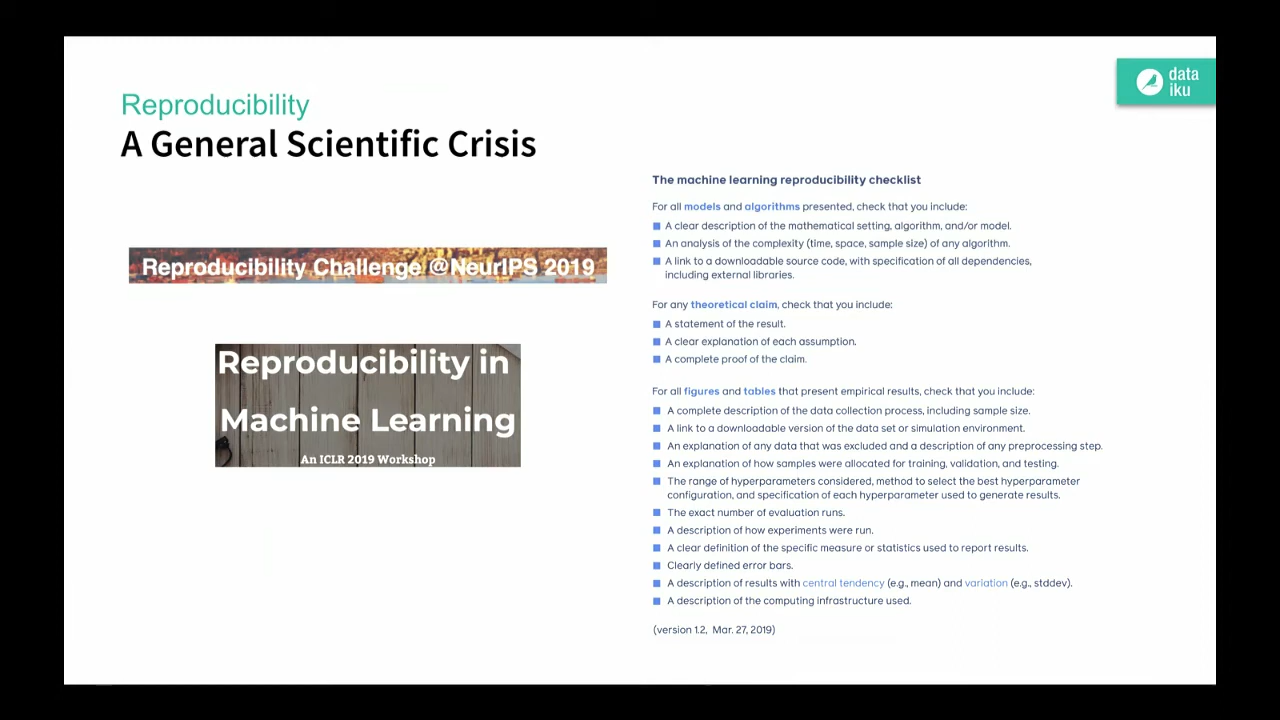 Reproducibility
A General Scientific Crisis
data
iku
Reproducibility Challenge @NeurIPS 2019
Reproducibility in
Machine Learning
An ICLR 2019 Workshop
The machine learning reproducibility checklist
For all models and algorithms presented, check that you include:
A clear description of the mathematical setting, algorithm, and/or model.
An analysis of the complexity (time, space, sample size) of any algorithm.
A link to a downloadable source code, with specification of all dependencies,
including external libraries.
For any theoretical claim, check that you include:
A statement of the result.
A clear explanation of each assumption.
A complete proof of the claim.
For all figures and tables that present empirical results, check that you include:
A complete description of the data collection process, including sample size.
A link to a downloadable version of the data set or simulation environment.
An explanation of any data that was excluded and a description of any preprocessing step.
An explanation of how samples were allocated for training, validation, and testing.
The range of hyperparameters considered, method to select the best hyperparameter
configuration, and specification of each hyperparameter used to generate results.
The exact number of evaluation runs.
A description of how experiments were run.
A clear definition of the specific measure or statistics used to report results.
Clearly defined error bars.
A description of results with central tendency (e.g., mean) and variation (e.g., stddev).
A description of the computing infrastructure used.
(version 1.2, Mar. 27, 2019)